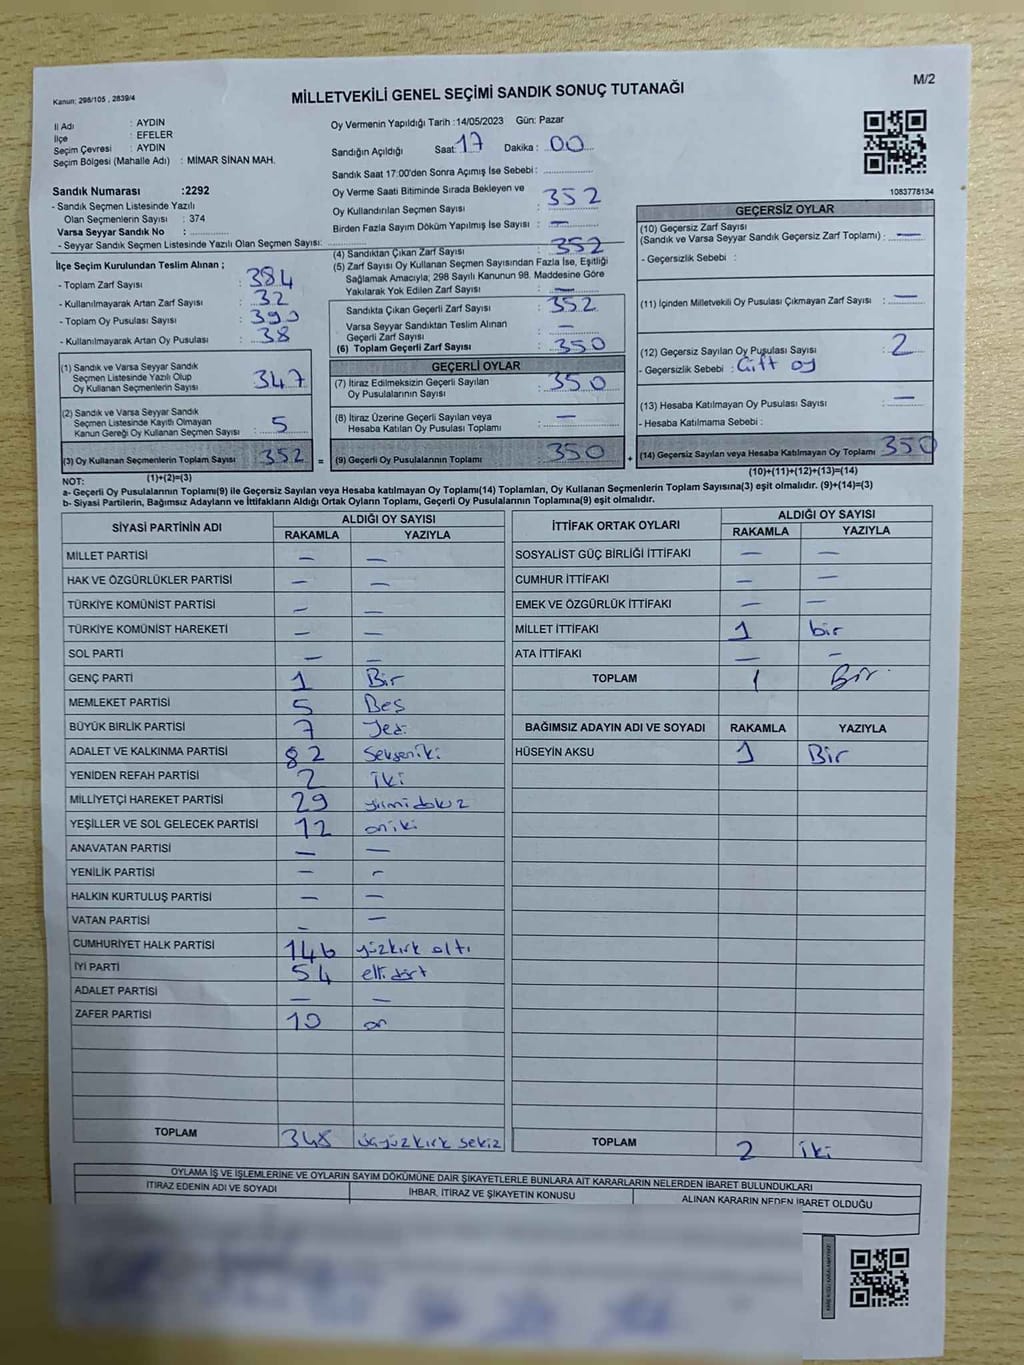 Kanun: 298/105 , 2839/4
M/2
MİLLETVEKİLİ GENEL SEÇİMİ SANDIK SONUÇ TUTANAĞI
İl Adı : AYDIN
İlçe : EFELER
Seçim Çevresi : AYDIN
Seçim Bölgesi (Mahalle Adı) : MİMAR SİNAN MAH.
Sandık Numarası :2292
- Sandık Seçmen Listesinde Yazılı
Olan Seçmenlerin Sayısı : 374
Varsa Seyyar Sandık No :
- Seyyar Sandık Seçmen Listesinde Yazılı Olan Seçmen Sayısı:
Oy Vermenin Yapıldığı Tarih :14/05/2023 Gün: Pazar
Sandığın Açıldığı Saat: 17 Dakika : 00
Sandık Saat 17:00'den Sonra Açımış İse Sebebi:
Oy Verme Saati Bitiminde Sırada Bekleyen ve
Oy Kullandırılan Seçmen Sayısı : 352
Birden Fazla Sayım Döküm Yapılmış İse Sayısı : —
1083778134
İlçe Seçim Kurulundan Teslim Alınan ;
- Toplam Zarf Sayısı : 384
- Kullanılmayarak Artan Zarf Sayısı : 32
- Toplam Oy Pusulası Sayısı : 390
- Kullanılmayarak Artan Oy Pusulası : 38
(1) Sandık ve Varsa Seyyar Sandık
Seçmen Listesinde Yazılı Olup
Oy Kullanan Seçmenlerin Sayısı : 347
(2) Sandık ve Varsa Seyyar Sandık
Seçmen Listesinde Kayıtlı Olmayan
Kanun Gereği Oy Kullanan Seçmen Sayısı : 5
(3) Oy Kullanan Seçmenlerin Toplam Sayısı : 352 =
(1)+(2)=(3)
(4) Sandıktan Çıkan Zarf Sayısı : 352
(5) Zarf Sayısı Oy Kullanan Seçmen Sayısından Fazla İse, Eşitliği
Sağlamak Amacıyla; 298 Sayılı Kanunun 98. Maddesine Göre
Yakılarak Yok Edilen Zarf Sayısı : —
Sandıkta Çıkan Geçerli Zarf Sayısı : 352
Varsa Seyyar Sandıktan Teslim Alınan
Geçerli Zarf Sayısı : —
(6) Toplam Geçerli Zarf Sayısı : 350
GEÇERLİ OYLAR
(7) İtiraz Edilmeksizin Geçerli Sayılan
Oy Pusulalarının Sayısı : 350
(8) İtiraz Üzerine Geçerli Sayılan veya
Hesaba Katılan Oy Pusulası Toplamı : —
(9) Geçerli Oy Pusulalarının Toplamı : 350 +
GEÇERSİZ OYLAR
(10) Geçersiz Zarf Sayısı
(Sandık ve Varsa Seyyar Sandık Geçersiz Zarf Toplamı) : —
- Geçersizlik Sebebi :
(11) İçinden Milletvekili Oy Pusulası Çıkmayan Zarf Sayısı : —
(12) Geçersiz Sayılan Oy Pusulası Sayısı : 2
- Geçersizlik Sebebi : Çift oy
(13) Hesaba Katılmayan Oy Pusulası Sayısı : —
- Hesaba Katılmama Sebebi :
(14) Geçersiz Sayılan veya Hesaba Katılmayan Oy Toplamı : 350
(10)+(11)+(12)+(13)=(14)
NOT:
a- Geçerli Oy Pusulalarının Toplamı(9) ile Geçersiz Sayılan veya Hesaba katılmayan Oy Toplamı(14) Toplamları, Oy Kullanan Seçmenlerin Toplam Sayısına(3) eşit olmalıdır. (9)+(14)=(3)
b- Siyasi Partilerin, Bağımsız Adayların ve İttifakların Aldığı Ortak Oyların Toplamı, Geçerli Oy Pusulalarının Toplamına(9) eşit olmalıdır.
SİYASİ PARTİNİN ADI ALDIĞI OY SAYISI
RAKAMLA YAZIYLA
MİLLET PARTİSİ — —
HAK VE ÖZGÜRLÜKLER PARTİSİ — —
TÜRKİYE KOMÜNİST PARTİSİ — —
TÜRKİYE KOMÜNİST HAREKETİ — —
SOL PARTİ — —
GENÇ PARTİ 1 Bir
MEMLEKET PARTİSİ 5 Beş
BÜYÜK BİRLİK PARTİSİ 7 Yedi
ADALET VE KALKINMA PARTİSİ 82 Sekseniki
YENİDEN REFAH PARTİSİ 2 iki
MİLLİYETÇİ HAREKET PARTİSİ 29 yirmidokuz
YEŞİLLER VE SOL GELECEK PARTİSİ 12 oniki
ANAVATAN PARTİSİ — —
YENİLİK PARTİSİ — —
HALKIN KURTULUŞ PARTİSİ — —
VATAN PARTİSİ — —
CUMHURİYET HALK PARTİSİ 146 yüzkırk altı
İYİ PARTİ 54 ellidört
ADALET PARTİSİ — —
ZAFER PARTİSİ 10 on
TOPLAM 348 üçyüzkırk sekiz
İTTİFAK ORTAK OYLARI ALDIĞI OY SAYISI
RAKAMLA YAZIYLA
SOSYALİST GÜÇ BİRLİĞİ İTTİFAKI — —
CUMHUR İTTİFAKI — —
EMEK VE ÖZGÜRLÜK İTTİFAKI — —
MİLLET İTTİFAKI 1 bir
ATA İTTİFAKI — —
TOPLAM 1 Bir
BAĞIMSIZ ADAYIN ADI VE SOYADI RAKAMLA YAZIYLA
HÜSEYİN AKSU 1 Bir
TOPLAM 2 iki
OYLAMA İŞ VE İŞLEMLERİNE VE OYLARIN SAYIM DÖKÜMÜNE DAİR ŞİKAYETLERLE BUNLARA AİT KARARLARIN NELERDEN İBARET BULUNDUKLARI
İTİRAZ EDENİN ADI VE SOYADI İHBAR, İTİRAZ VE ŞİKAYETİN KONUSU ALINAN KARARIN NEDEN İBARET OLDUĞU